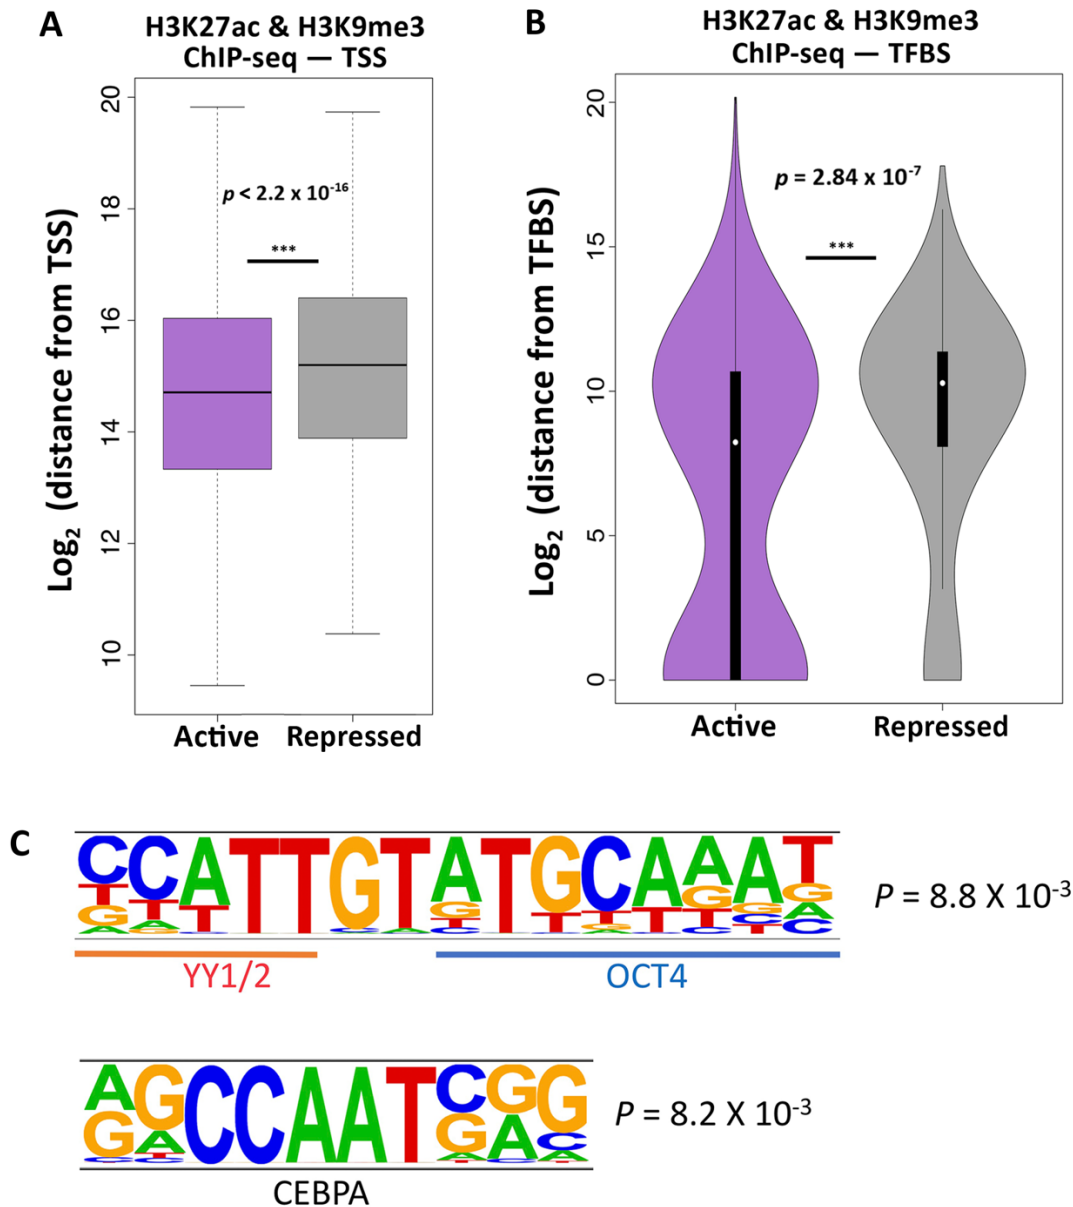 A
H3K27ac & H3K9me3
ChIP-seq — TSS
Log₂ (distance from TSS)
20
18
16
14
12
10
p < 2.2 x 10⁻¹⁶
***
Active Repressed
B
H3K27ac & H3K9me3
ChIP-seq — TFBS
Log₂ (distance from TFBS)
20
15
10
5
0
p = 2.84 x 10⁻⁷
***
Active Repressed
C
CCATTGTATGCAAAT
P = 8.8 X 10⁻³
YY1/2 OCT4
AGCCAATCGG
P = 8.2 X 10⁻³
CEBPA